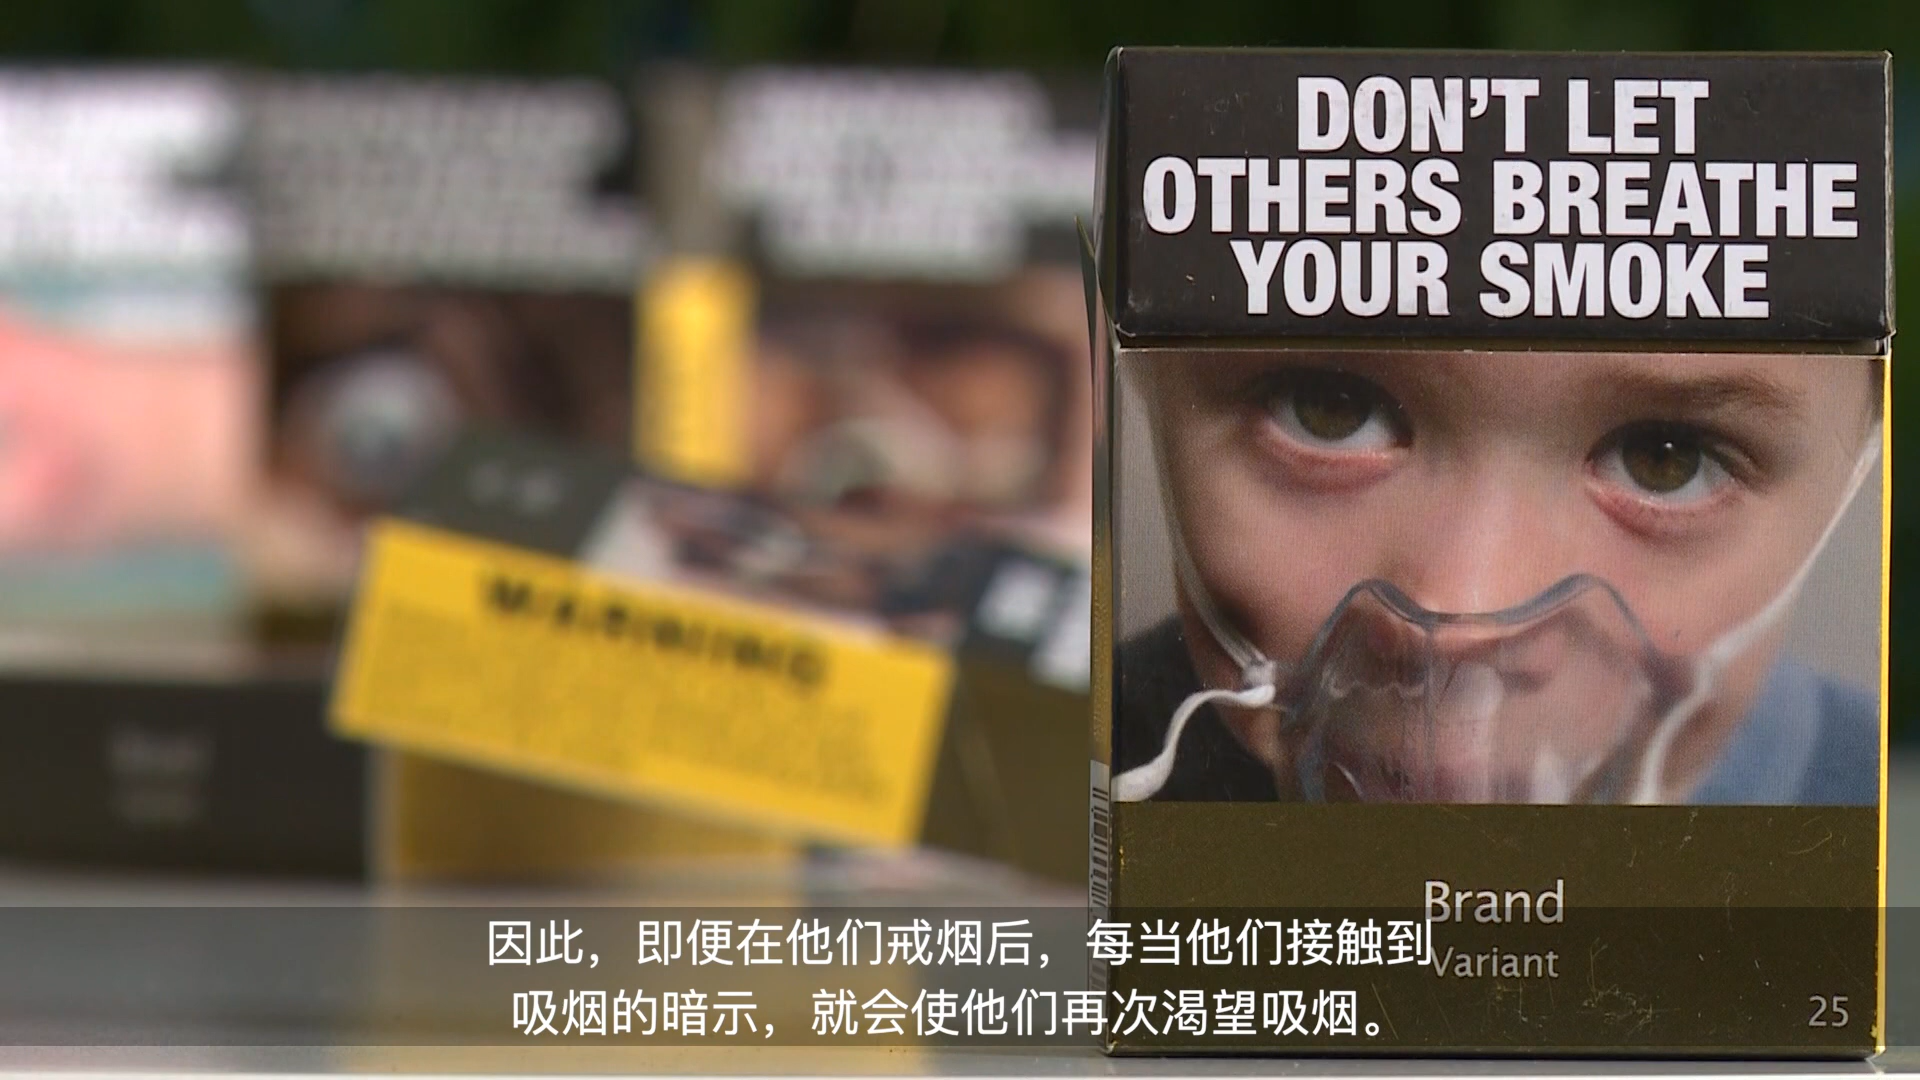 DON'T LET
OTHERS BREATHE
YOUR SMOKE
WARNING
Brand
Variant
25
因此，即便在他们戒烟后，每当他们接触到
吸烟的暗示，就会使他们再次渴望吸烟。